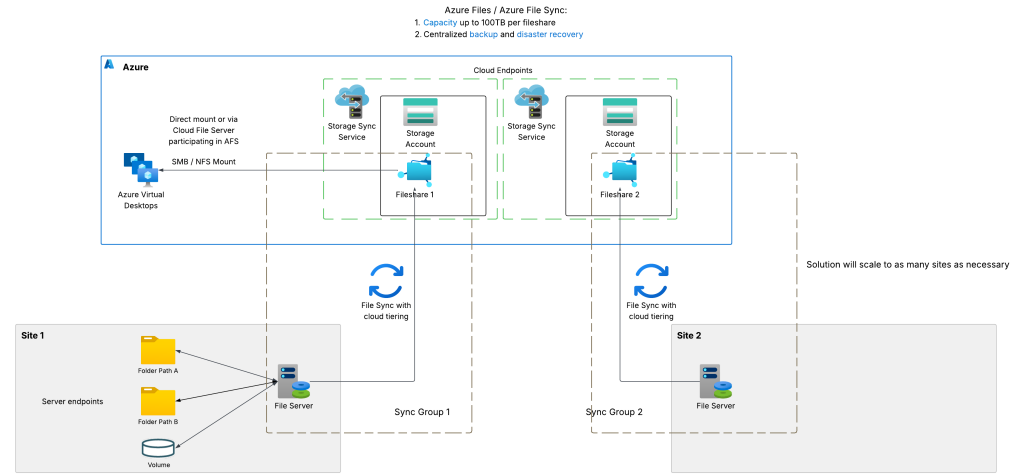 Azure Files / Azure File Sync:
1. Capacity up to 100TB per fileshare
2. Centralized backup and disaster recovery
Azure
Cloud Endpoints
Direct mount or via
Cloud File Server
participating in AFS
SMB / NFS Mount
Azure Virtual
Desktops
Storage Sync
Service
Storage
Account
Fileshare 1
Storage Sync
Service
Storage
Account
Fileshare 2
Solution will scale to as many sites as necessary
File Sync with
cloud tiering
File Sync with
cloud tiering
Site 1
Folder Path A
Server endpoints
Folder Path B
Volume
File Server
Sync Group 1
Sync Group 2
Site 2
File Server